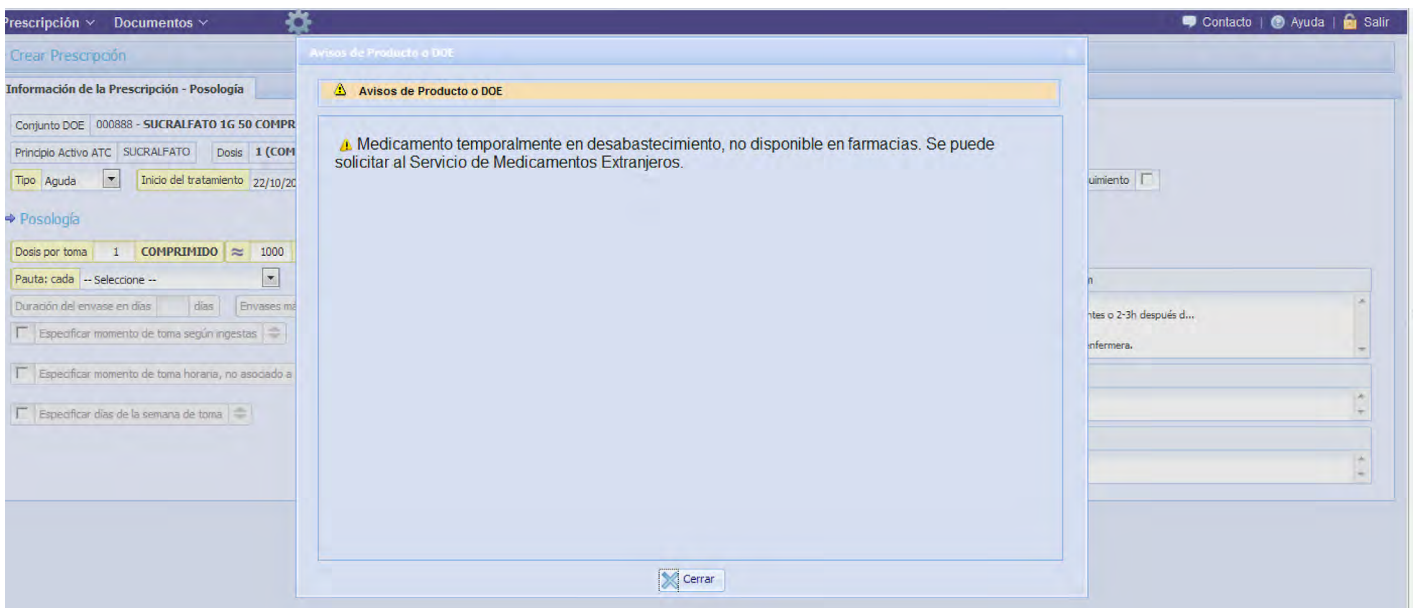 Prescripción Documentos Contacto | Ayuda | Salir
Crear Prescripción
Avisos de Producto o DOE
Información de la Prescripción - Posología
Avisos de Producto o DOE
Conjunto DOE 000888 - SUCRALFATO 1G 50 COMPR
Principio Activo ATC SUCRALFATO Dosis 1 (COM
Medicamento temporalmente en desabastecimiento, no disponible en farmacias. Se puede
solicitar al Servicio de Medicamentos Extranjeros.
Tipo Aguda Inicio del tratamiento 22/10/20
uimiento
Posología
Dosis por toma 1 COMPRIMIDO ≈ 1000
Pauta: cada -- Seleccione --
Duración del envase en días días Envases má
ntes o 2-3h después d...
Especificar momento de toma según ingestas
enfermera.
Especificar momento de toma horaria, no asociado a
Especificar días de la semana de toma
Cerrar